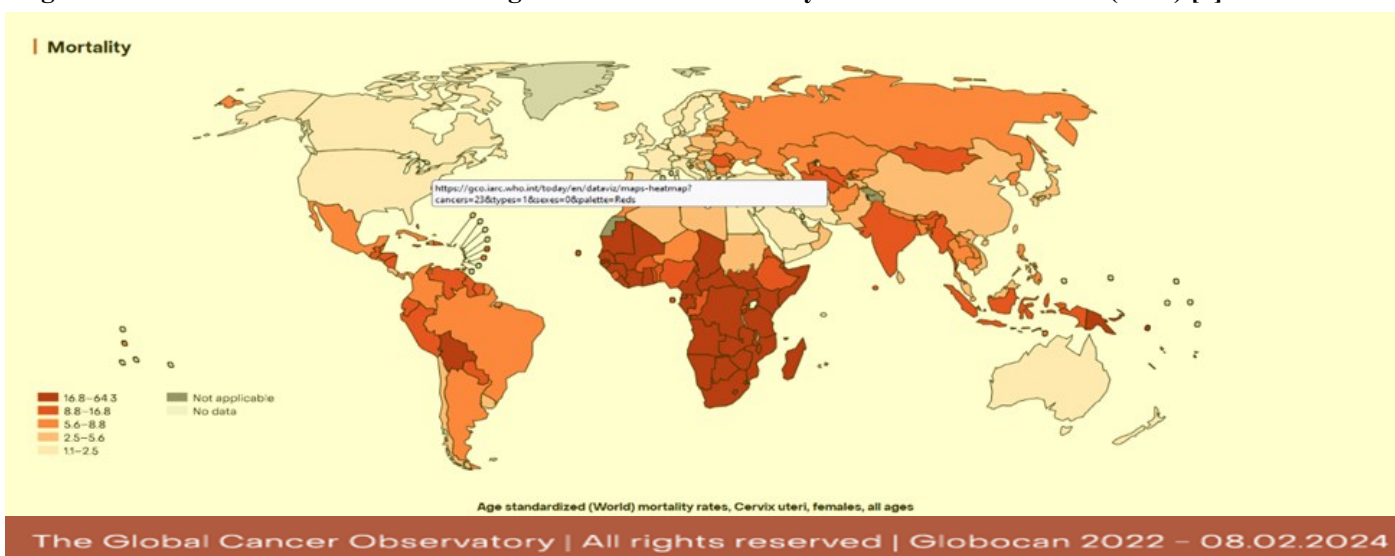 Mortality
https://gco.iarc.who.int/today/en/dataviz/maps-heatmap?
cancers=23&types=1&sexes=0&palette=Reds
16.8–64.3
8.8–16.8
5.6–8.8
2.5–5.6
1.1–2.5
Not applicable
No data
Age standardized (World) mortality rates, Cervix uteri, females, all ages
The Global Cancer Observatory | All rights reserved | Globocan 2022 - 08.02.2024